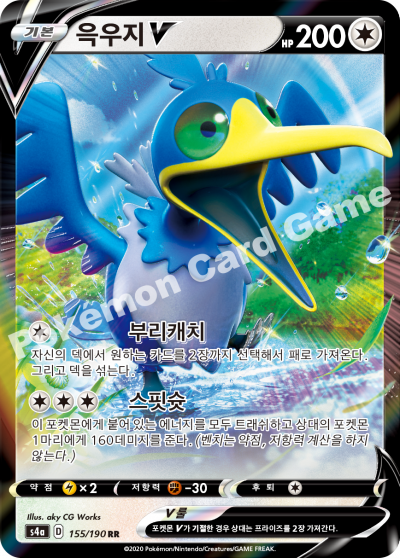 기본
윽우지V
HP 200
Pokémon Card Game
부리캐치
자신의 덱에서 원하는 카드를 2장까지 선택해서 패로 가져온다.
그리고 덱을 섞는다.
스핏슛
이 포켓몬에게 붙어 있는 에너지를 모두 트래쉬하고 상대의 포켓몬
1마리에게 160데미지를 준다. (벤치는 약점, 저항력 계산을 하지
않는다.)
약점 ×2 저항력 -30 후퇴
Illus. aky CG Works
V룰
s4a D 155/190 RR
포켓몬V가 기절한 경우 상대는 프라이즈를 2장 가져간다.
©2020 Pokémon/Nintendo/Creatures/GAME FREAK.